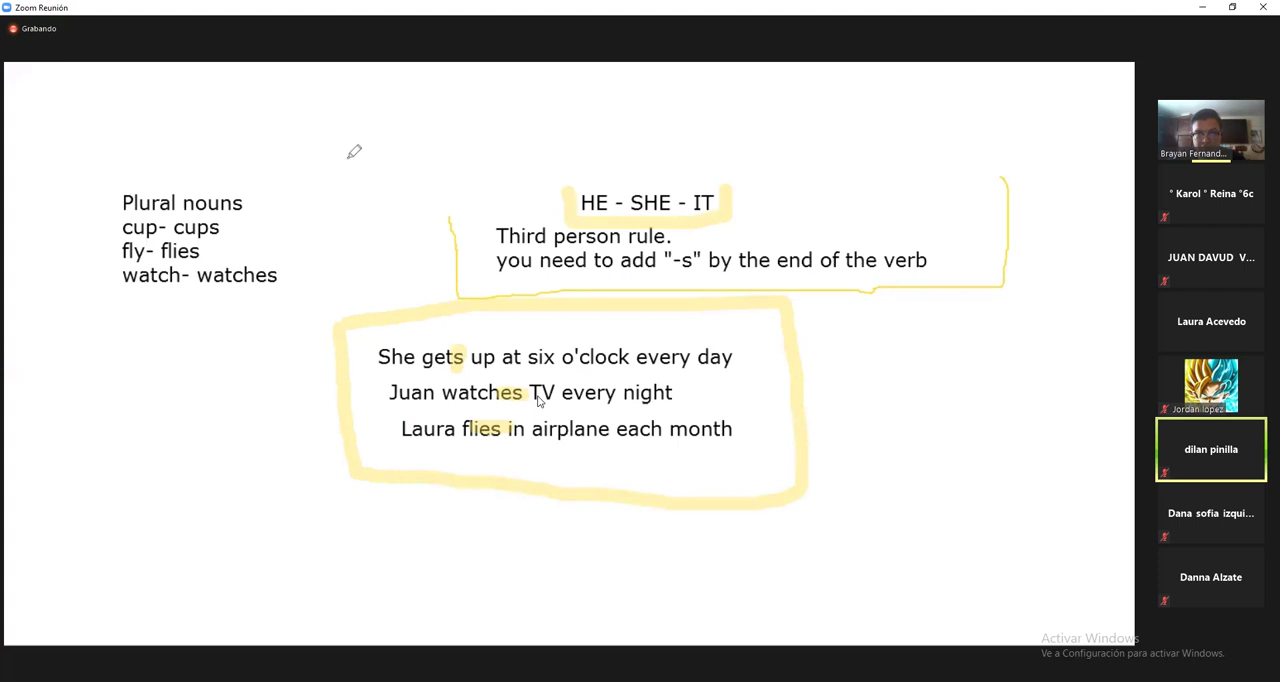 Zoom Reunión
Grabando
Plural nouns
cup- cups
fly- flies
watch- watches
HE - SHE - IT
Third person rule.
you need to add "-s" by the end of the verb
She gets up at six o'clock every day
Juan watches TV every night
Laura flies in airplane each month
Brayan Fernand...
° Karol ° Reina °6c
JUAN DAVUD V...
Laura Acevedo
Jordan lopez
dilan pinilla
Dana sofia izqui...
Danna Alzate
Activar Windows
Ve a Configuración para activar Windows.